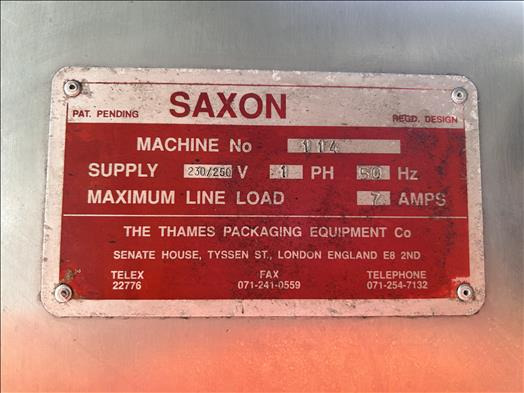 SAXON
PAT. PENDING REGD. DESIGN
MACHINE No 114
SUPPLY 230/250 V 1 PH 50 Hz
MAXIMUM LINE LOAD 7 AMPS
THE THAMES PACKAGING EQUIPMENT Co
SENATE HOUSE, TYSSEN ST., LONDON ENGLAND E8 2ND
TELEX FAX TELEPHONE
22776 071-241-0559 071-254-7132